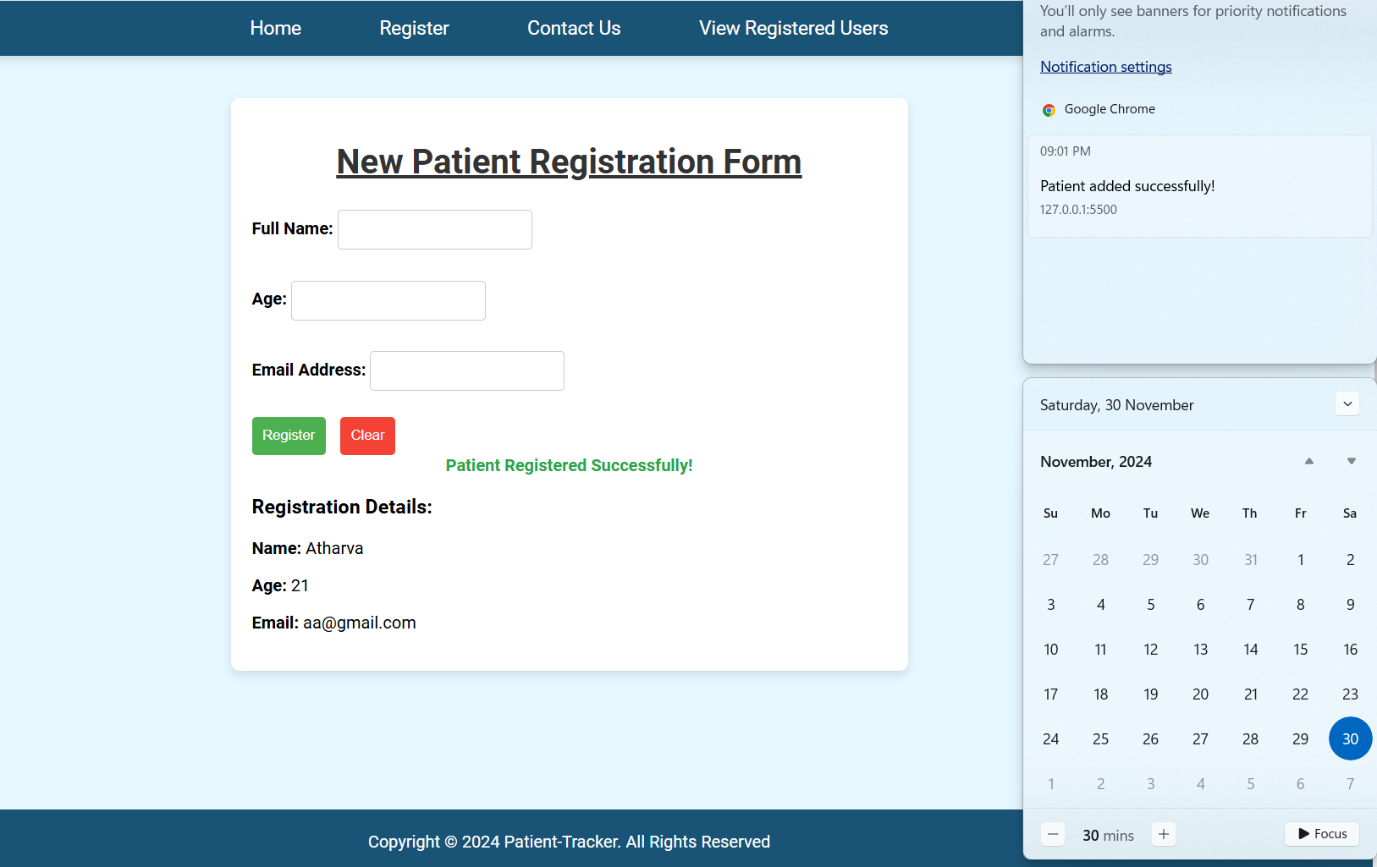 Home Register Contact Us View Registered Users
New Patient Registration Form
Full Name:
Age:
Email Address:
Register Clear
Patient Registered Successfully!
Registration Details:
Name: Atharva
Age: 21
Email: aa@gmail.com
Copyright © 2024 Patient-Tracker. All Rights Reserved
You'll only see banners for priority notifications
and alarms.
Notification settings
Google Chrome
09:01 PM
Patient added successfully!
127.0.0.1:5500
Saturday, 30 November
November, 2024
Su Mo Tu We Th Fr Sa
27 28 29 30 31 1 2
3 4 5 6 7 8 9
10 11 12 13 14 15 16
17 18 19 20 21 22 23
24 25 26 27 28 29 30
1 2 3 4 5 6 7
30 mins Focus